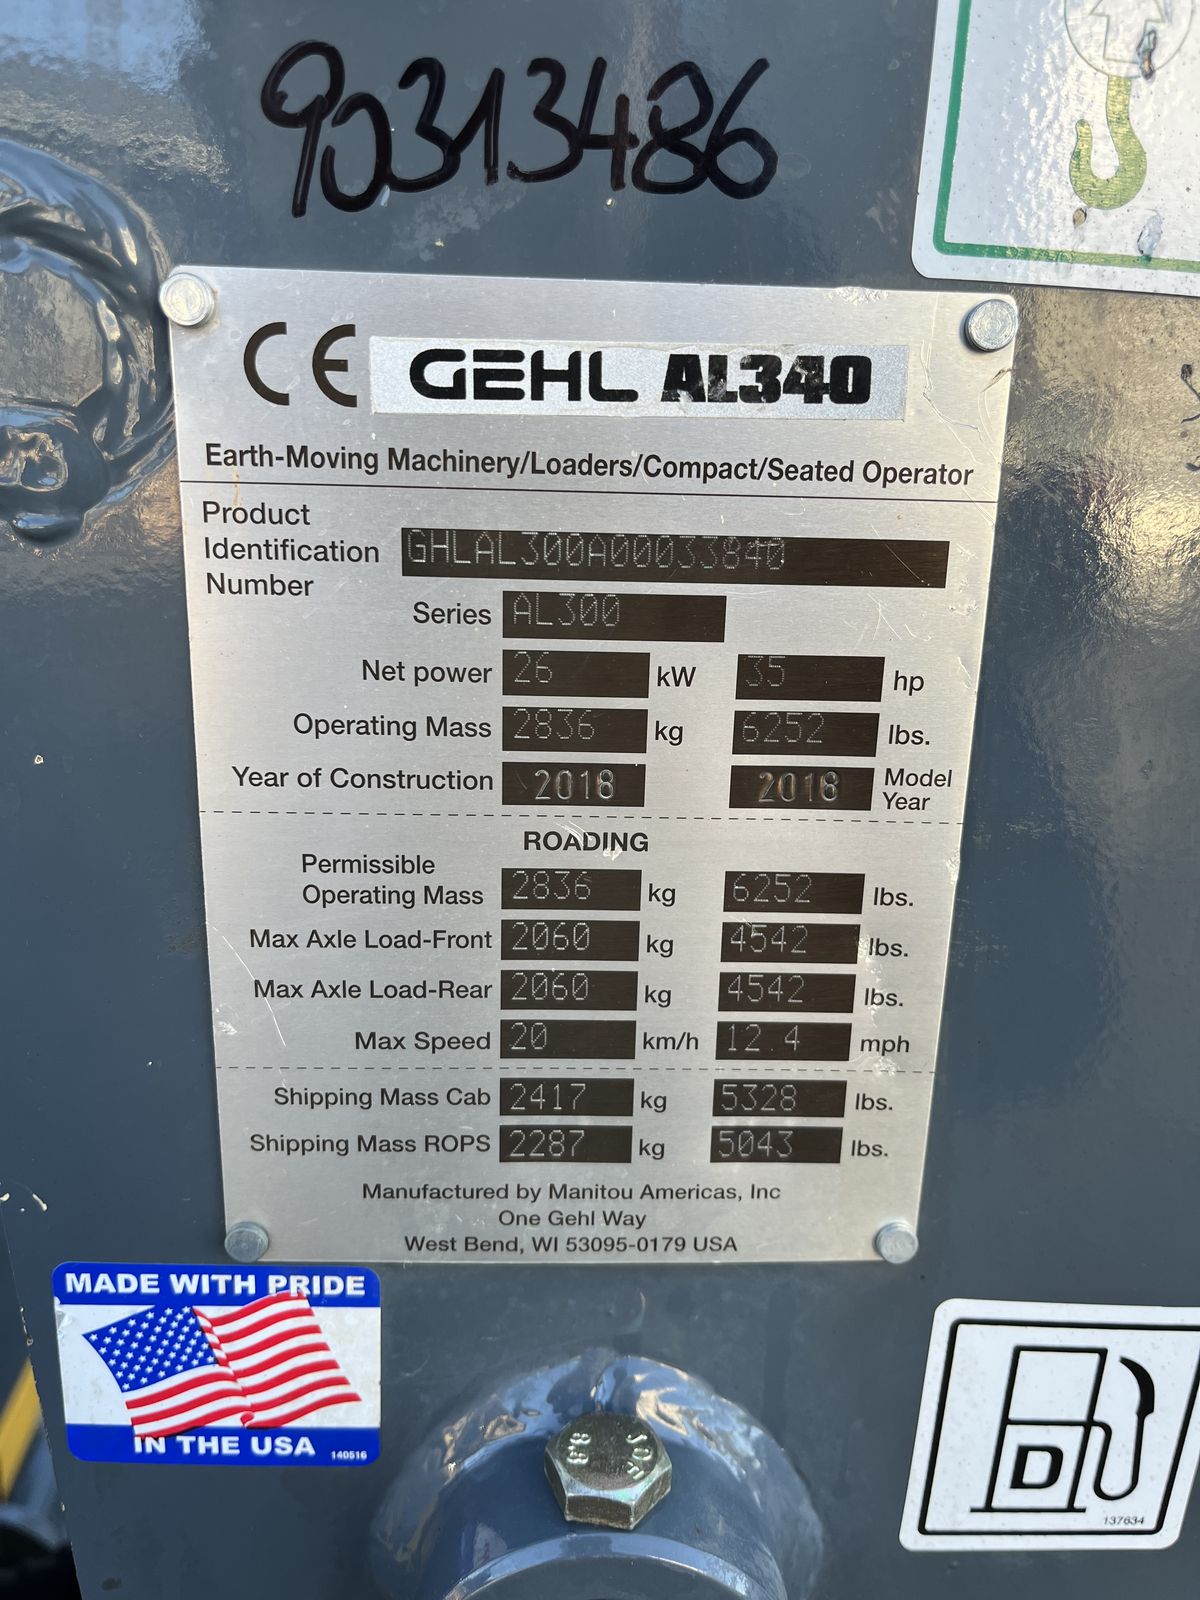 90313486
CE GEHL AL340
Earth-Moving Machinery/Loaders/Compact/Seated Operator
Product
Identification GHLAL300A00033840
Number
Series AL300
Net power 26 kW 35 hp
Operating Mass 2836 kg 6252 lbs.
Year of Construction 2018 2018 Model Year
ROADING
Permissible
Operating Mass 2836 kg 6252 lbs.
Max Axle Load-Front 2060 kg 4542 lbs.
Max Axle Load-Rear 2060 kg 4542 lbs.
Max Speed 20 km/h 12.4 mph
Shipping Mass Cab 2417 kg 5328 lbs.
Shipping Mass ROPS 2287 kg 5043 lbs.
Manufactured by Manitou Americas, Inc
One Gehl Way
West Bend, WI 53095-0179 USA
MADE WITH PRIDE
IN THE USA 140516
8.8
D
137634